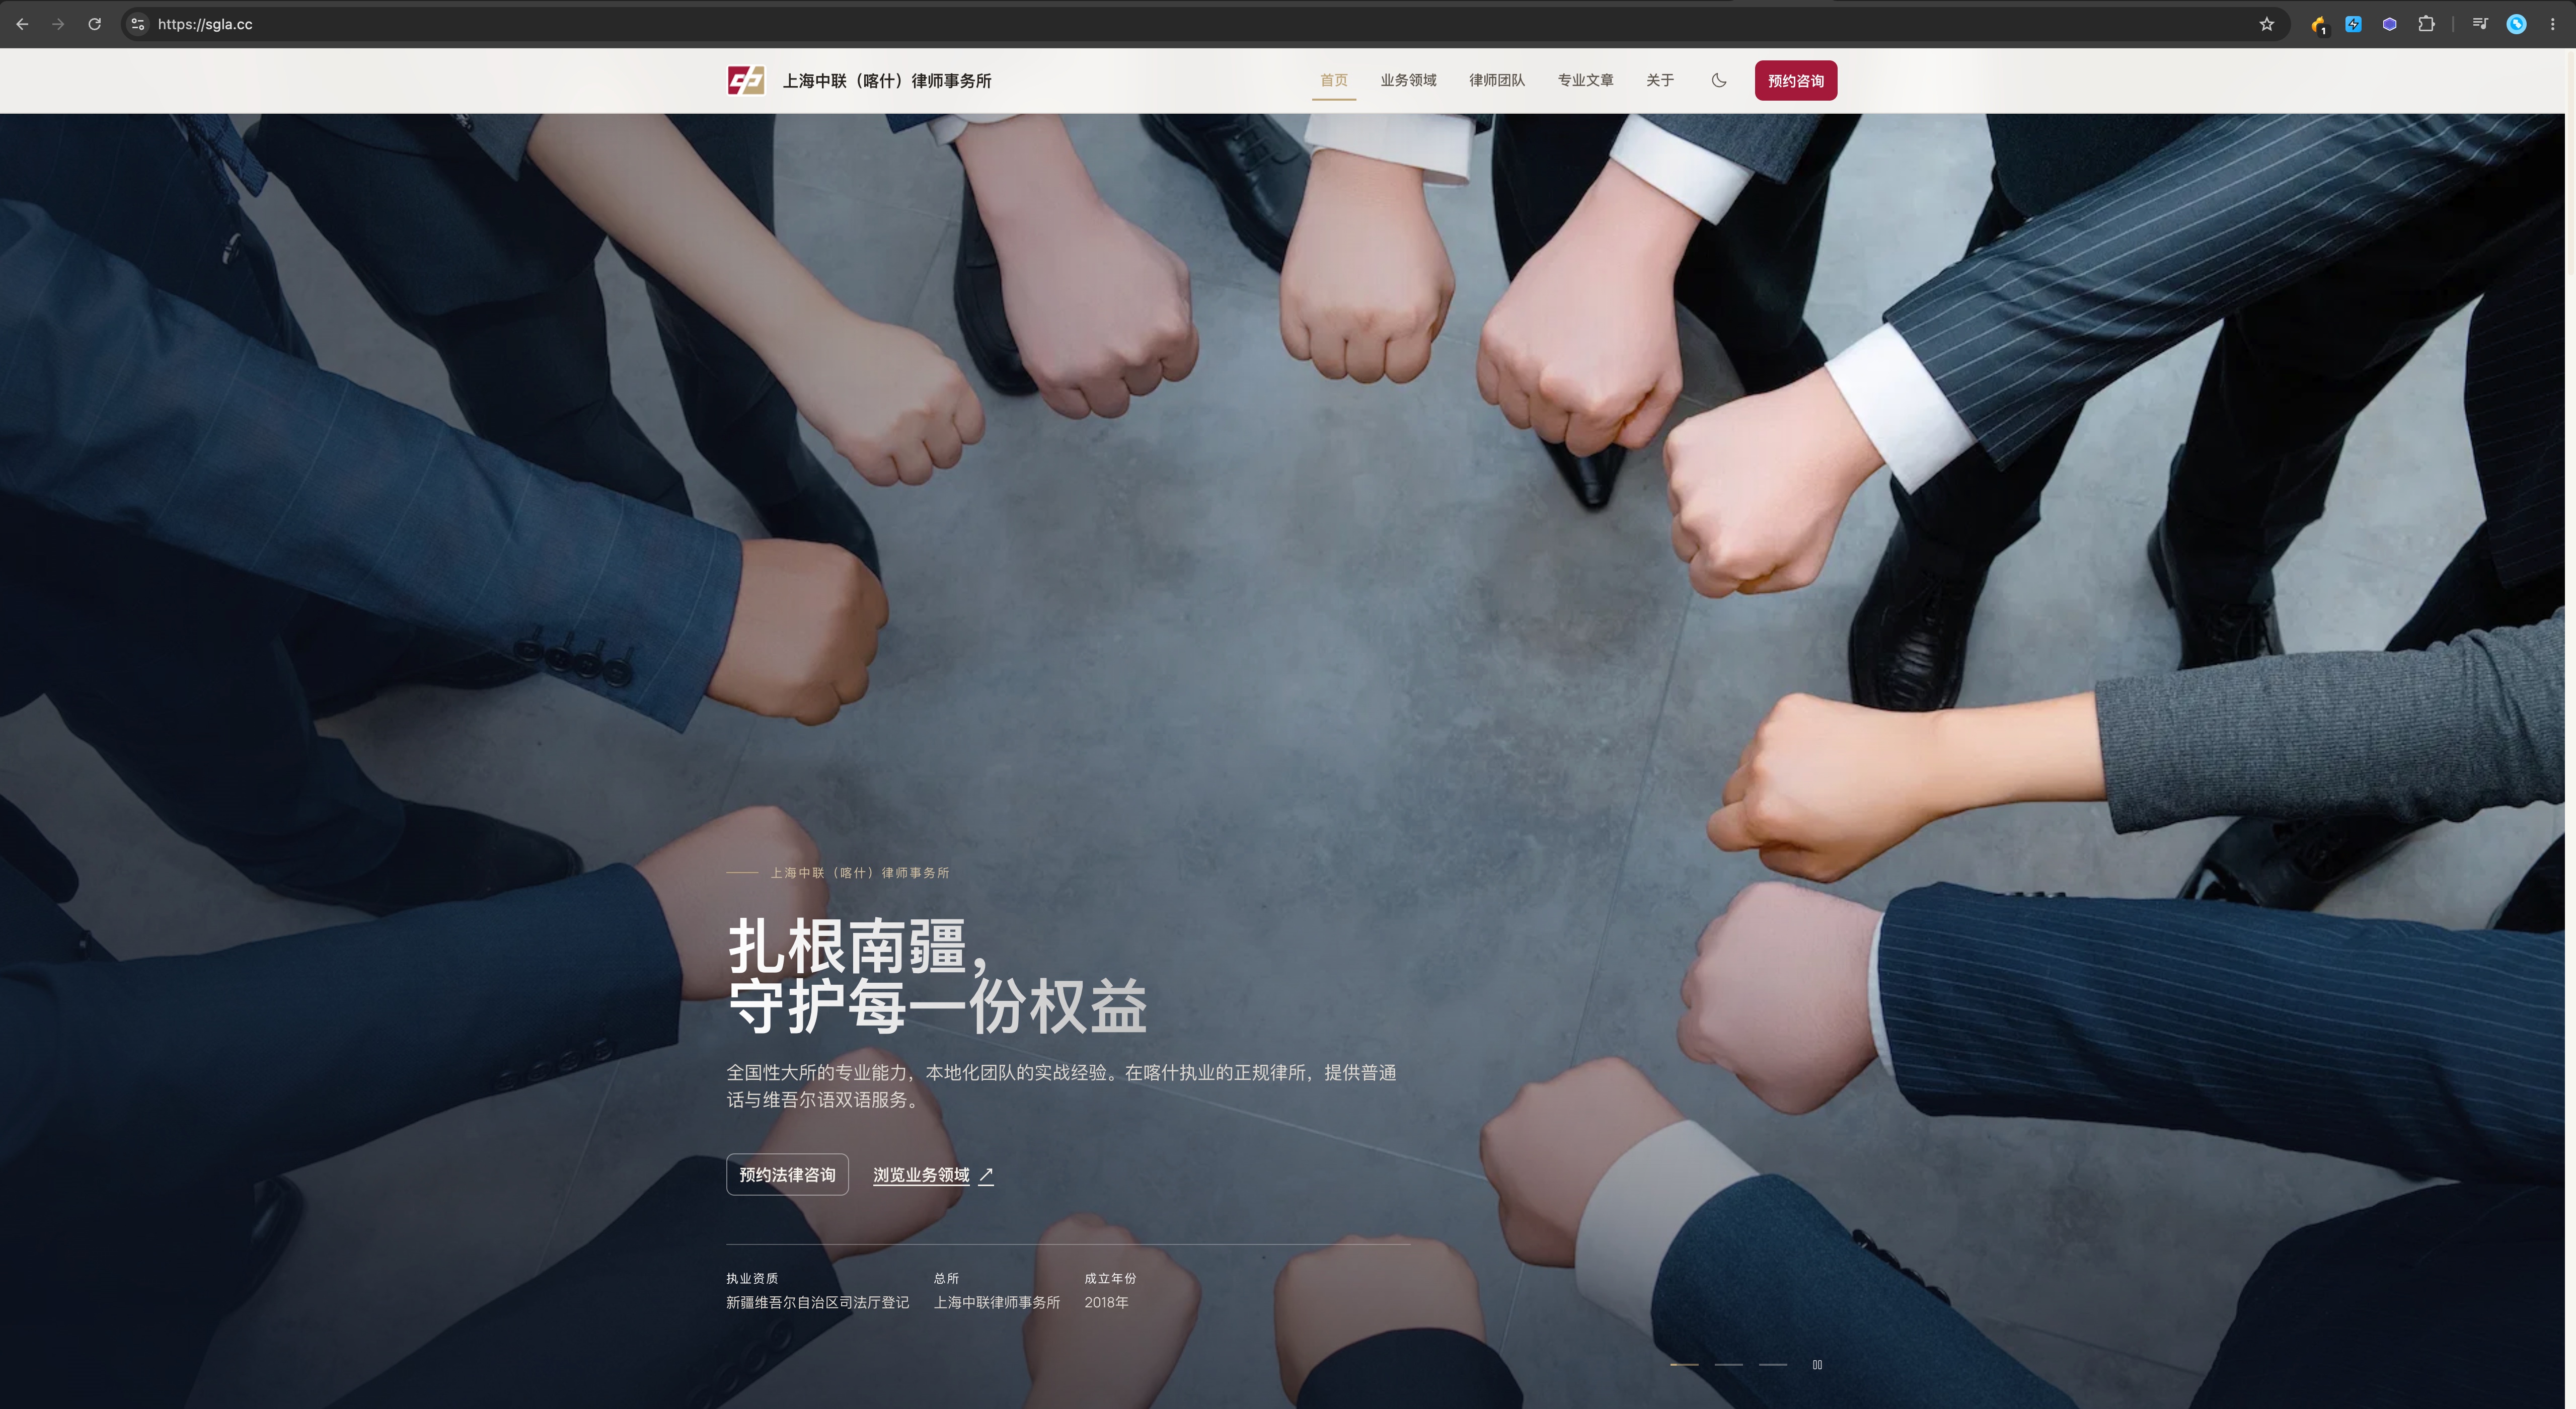 https://sgla.cc
1
上海中联（喀什）律师事务所
首页
业务领域
律师团队
专业文章
关于
预约咨询
上海中联（喀什）律师事务所
扎根南疆，
守护每一份权益
全国性大所的专业能力，本地化团队的实战经验。在喀什执业的正规律所，提供普通
话与维吾尔语双语服务。
预约法律咨询
浏览业务领域 ↗
执业资质
新疆维吾尔自治区司法厅登记
总所
上海中联律师事务所
成立年份
2018年